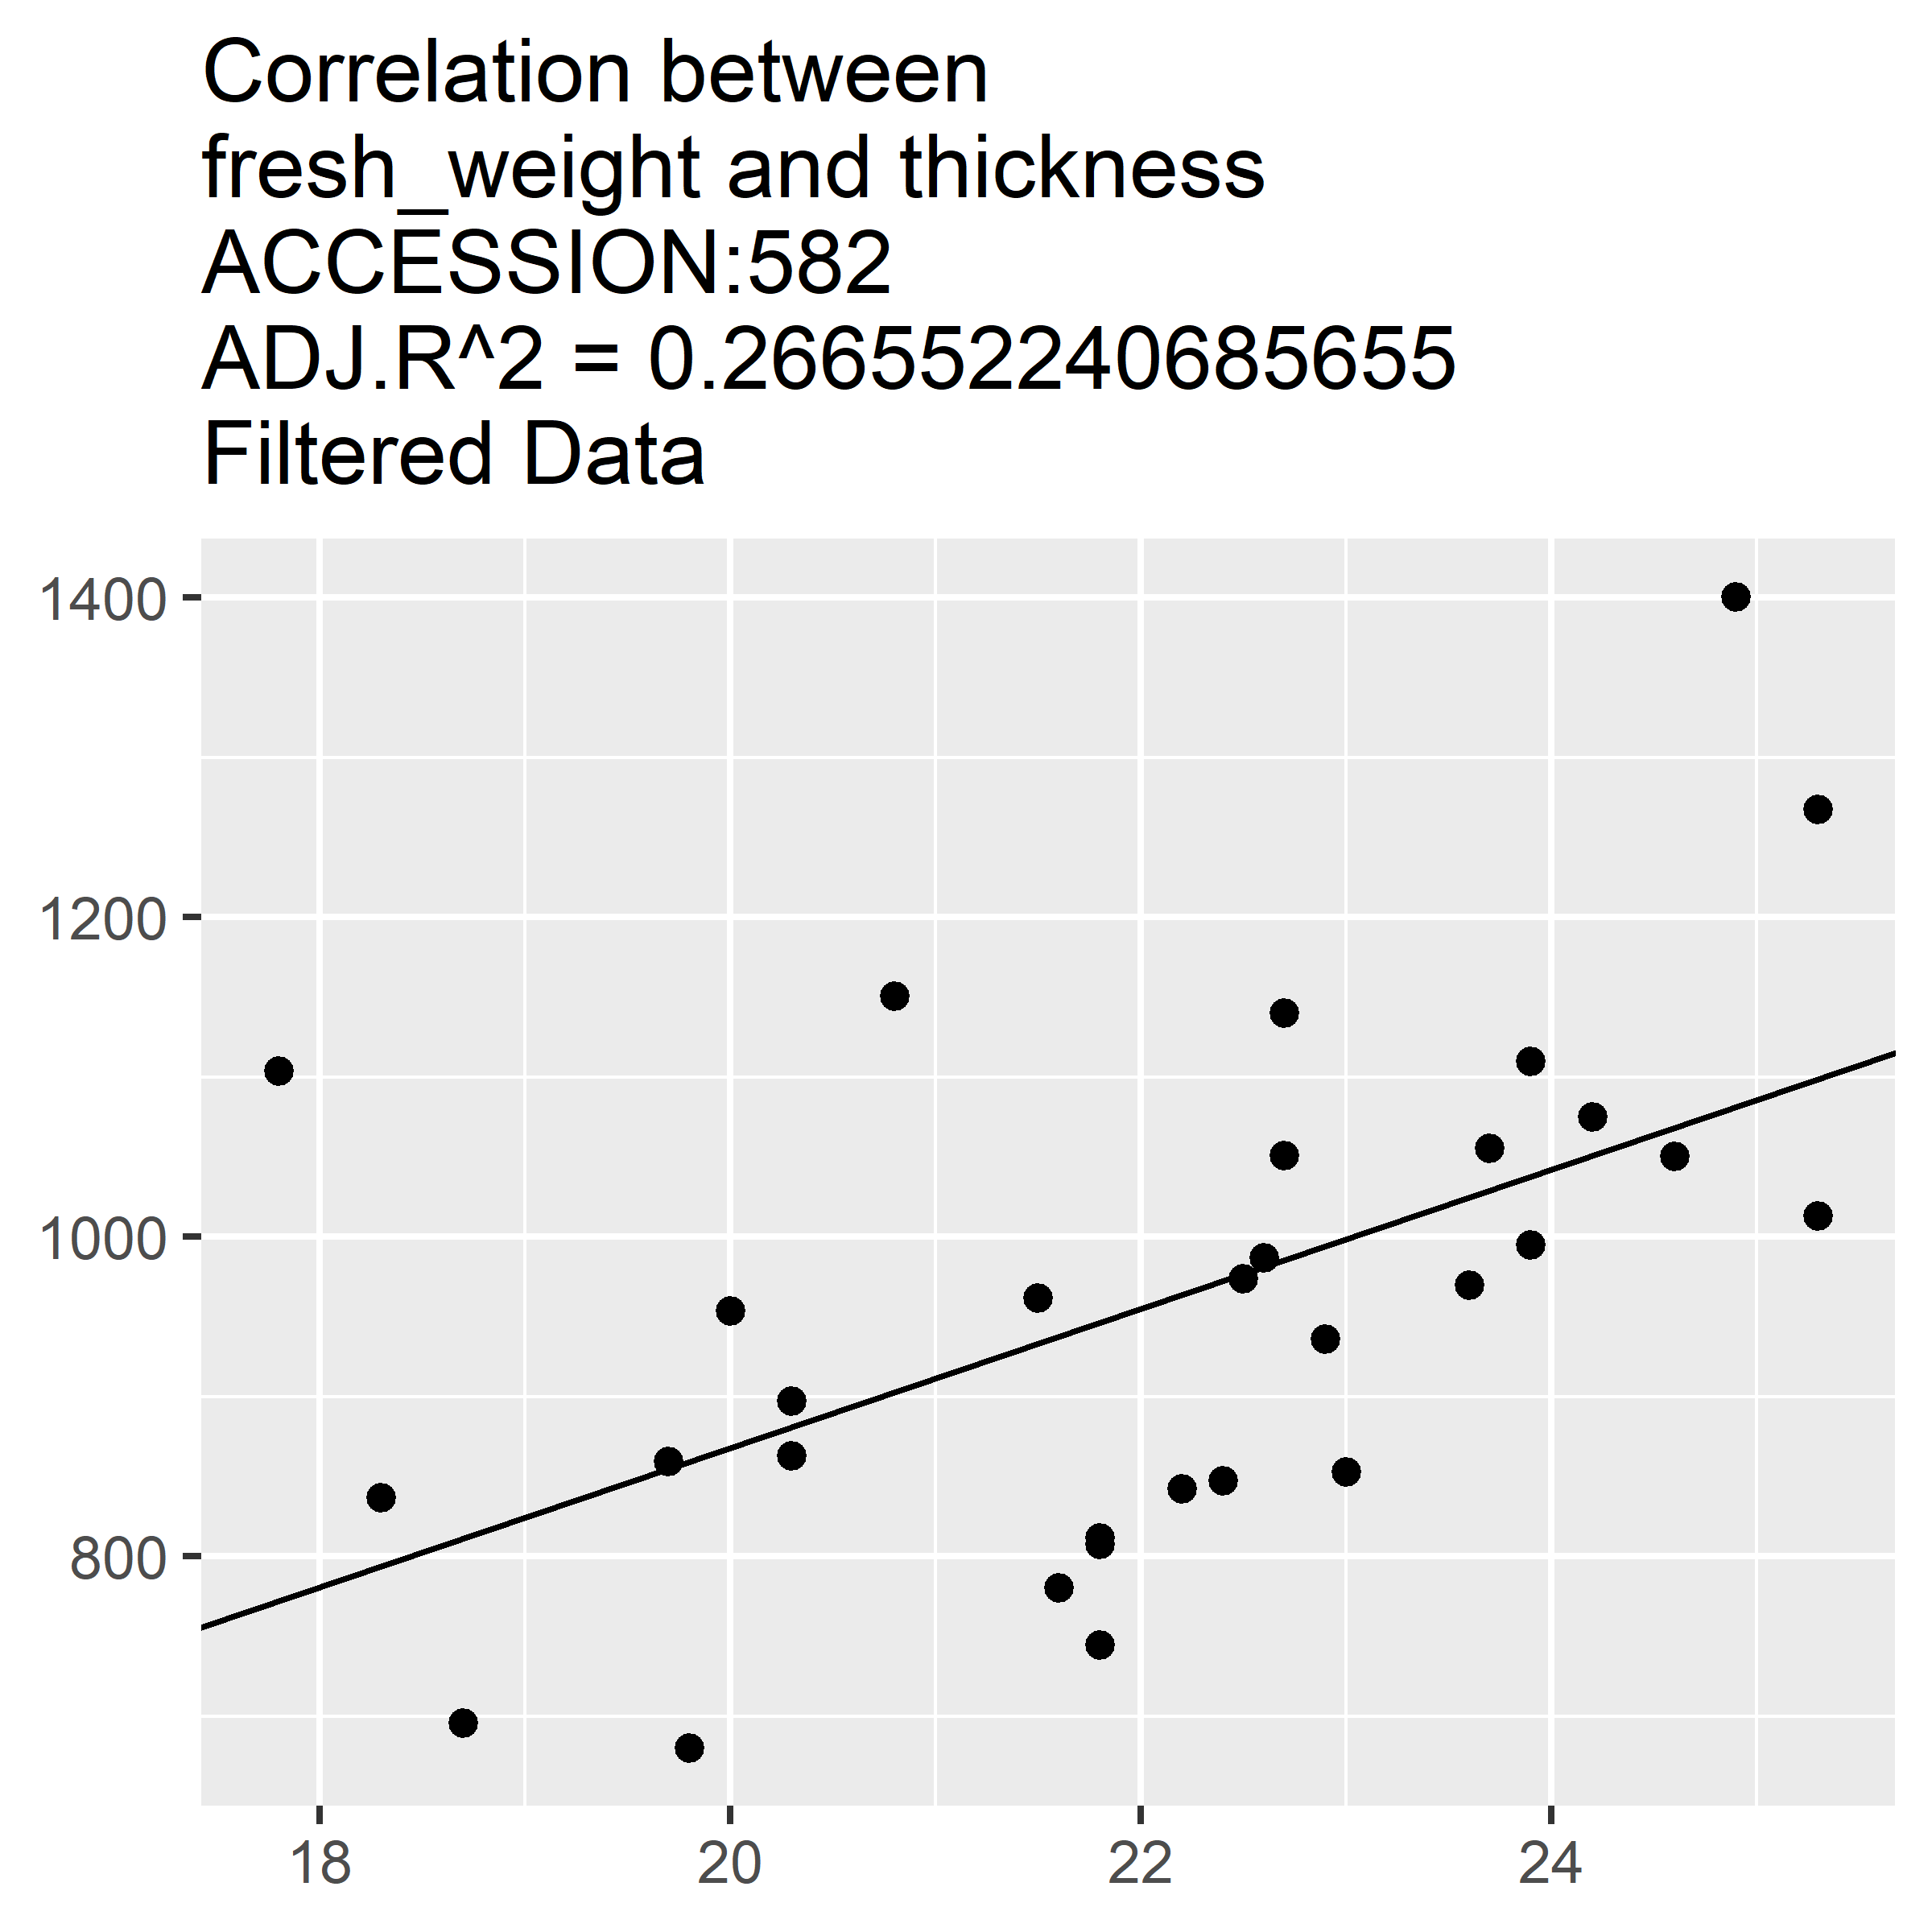 Correlation between
fresh_weight and thickness
ACCESSION:582
ADJ.R^2 = 0.266552240685655
Filtered Data
1400
1200
1000
800
18 20 22 24